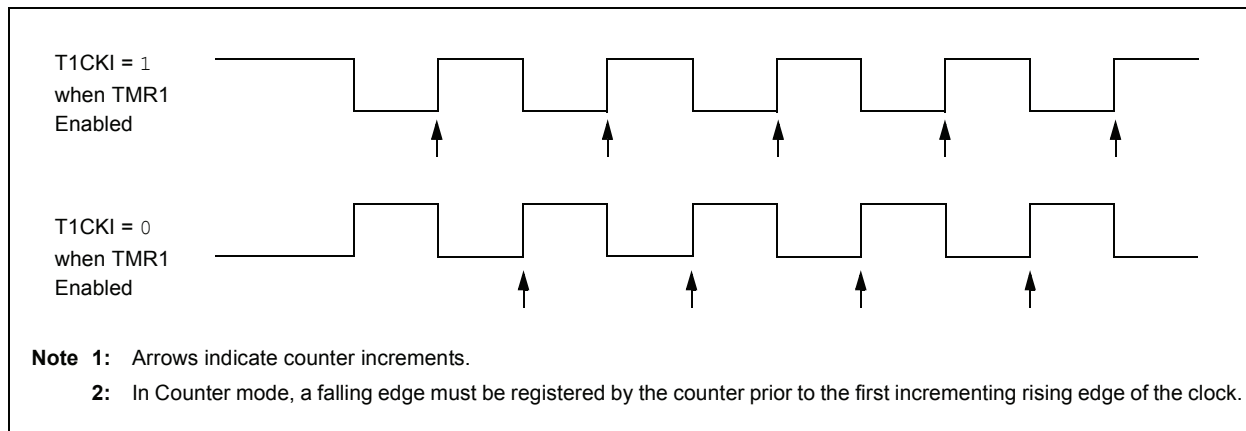 T1CKI = 1
when TMR1
Enabled
T1CKI = 0
when TMR1
Enabled
Note 1: Arrows indicate counter increments.
2: In Counter mode, a falling edge must be registered by the counter prior to the first incrementing rising edge of the clock.